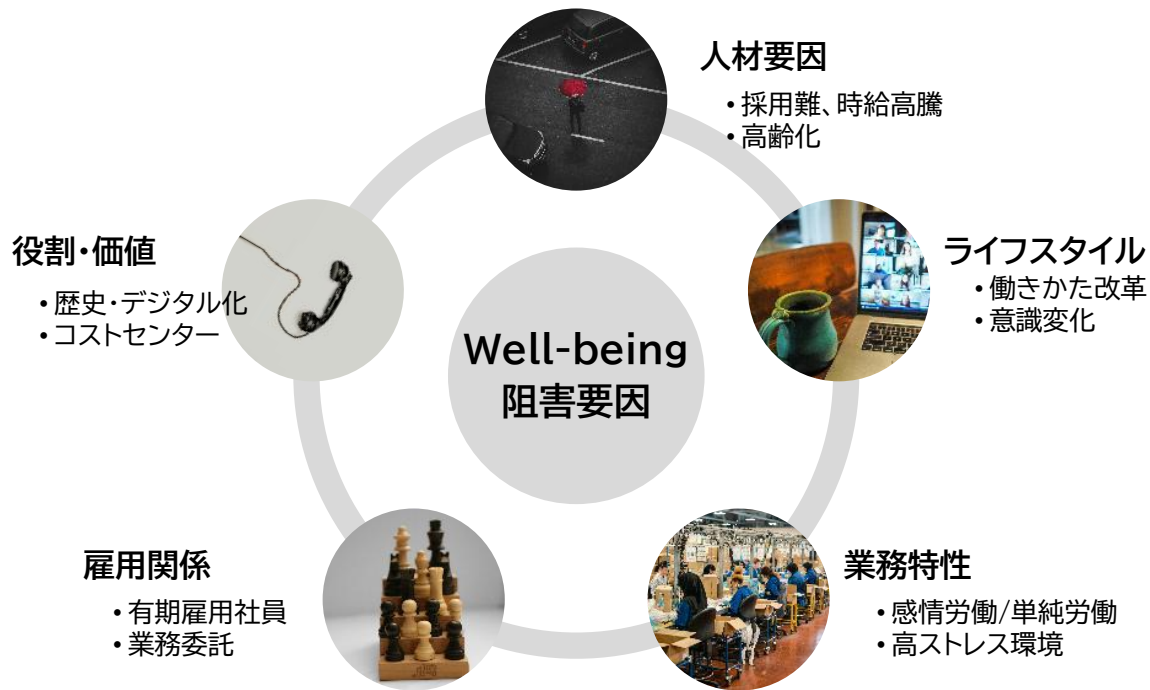 人材要因
• 採用難、時給高騰
• 高齢化
役割・価値
• 歴史・デジタル化
• コストセンター
ライフスタイル
• 働きかた改革
• 意識変化
Well-being
阻害要因
雇用関係
• 有期雇用社員
• 業務委託
業務特性
• 感情労働/単純労働
• 高ストレス環境